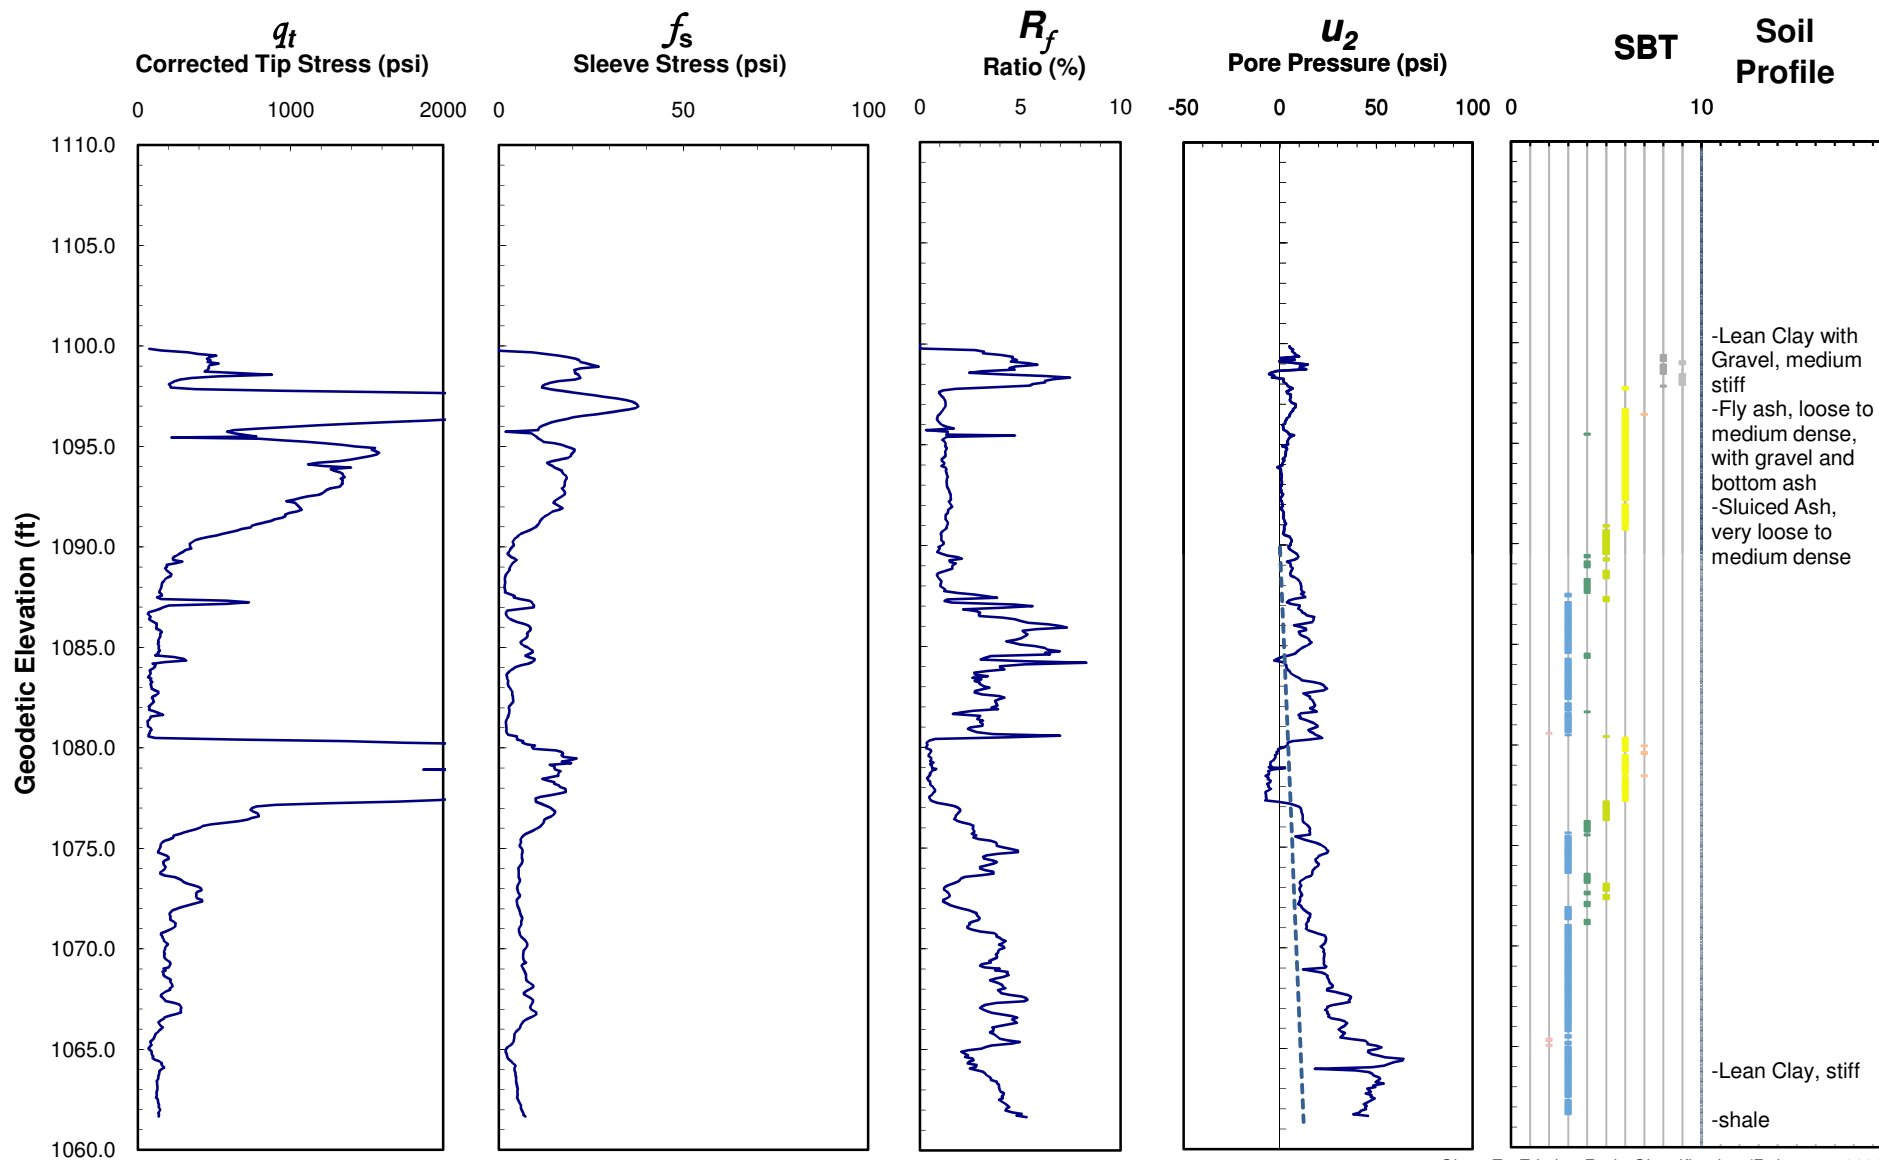 qt
Corrected Tip Stress (psi)
fs
Sleeve Stress (psi)
Rf
Ratio (%)
u2
Pore Pressure (psi)
SBT
Soil
Profile
0 1000 2000
0 50 100
0 5 10
-50 0 50 100
0 10
Geodetic Elevation (ft)
1110.0
1105.0
1100.0
1095.0
1090.0
1085.0
1080.0
1075.0
1070.0
1065.0
1060.0
-Lean Clay with
Gravel, medium
stiff
-Fly ash, loose to
medium dense,
with gravel and
bottom ash
-Sluiced Ash,
very loose to
medium dense
-Lean Clay, stiff
-shale